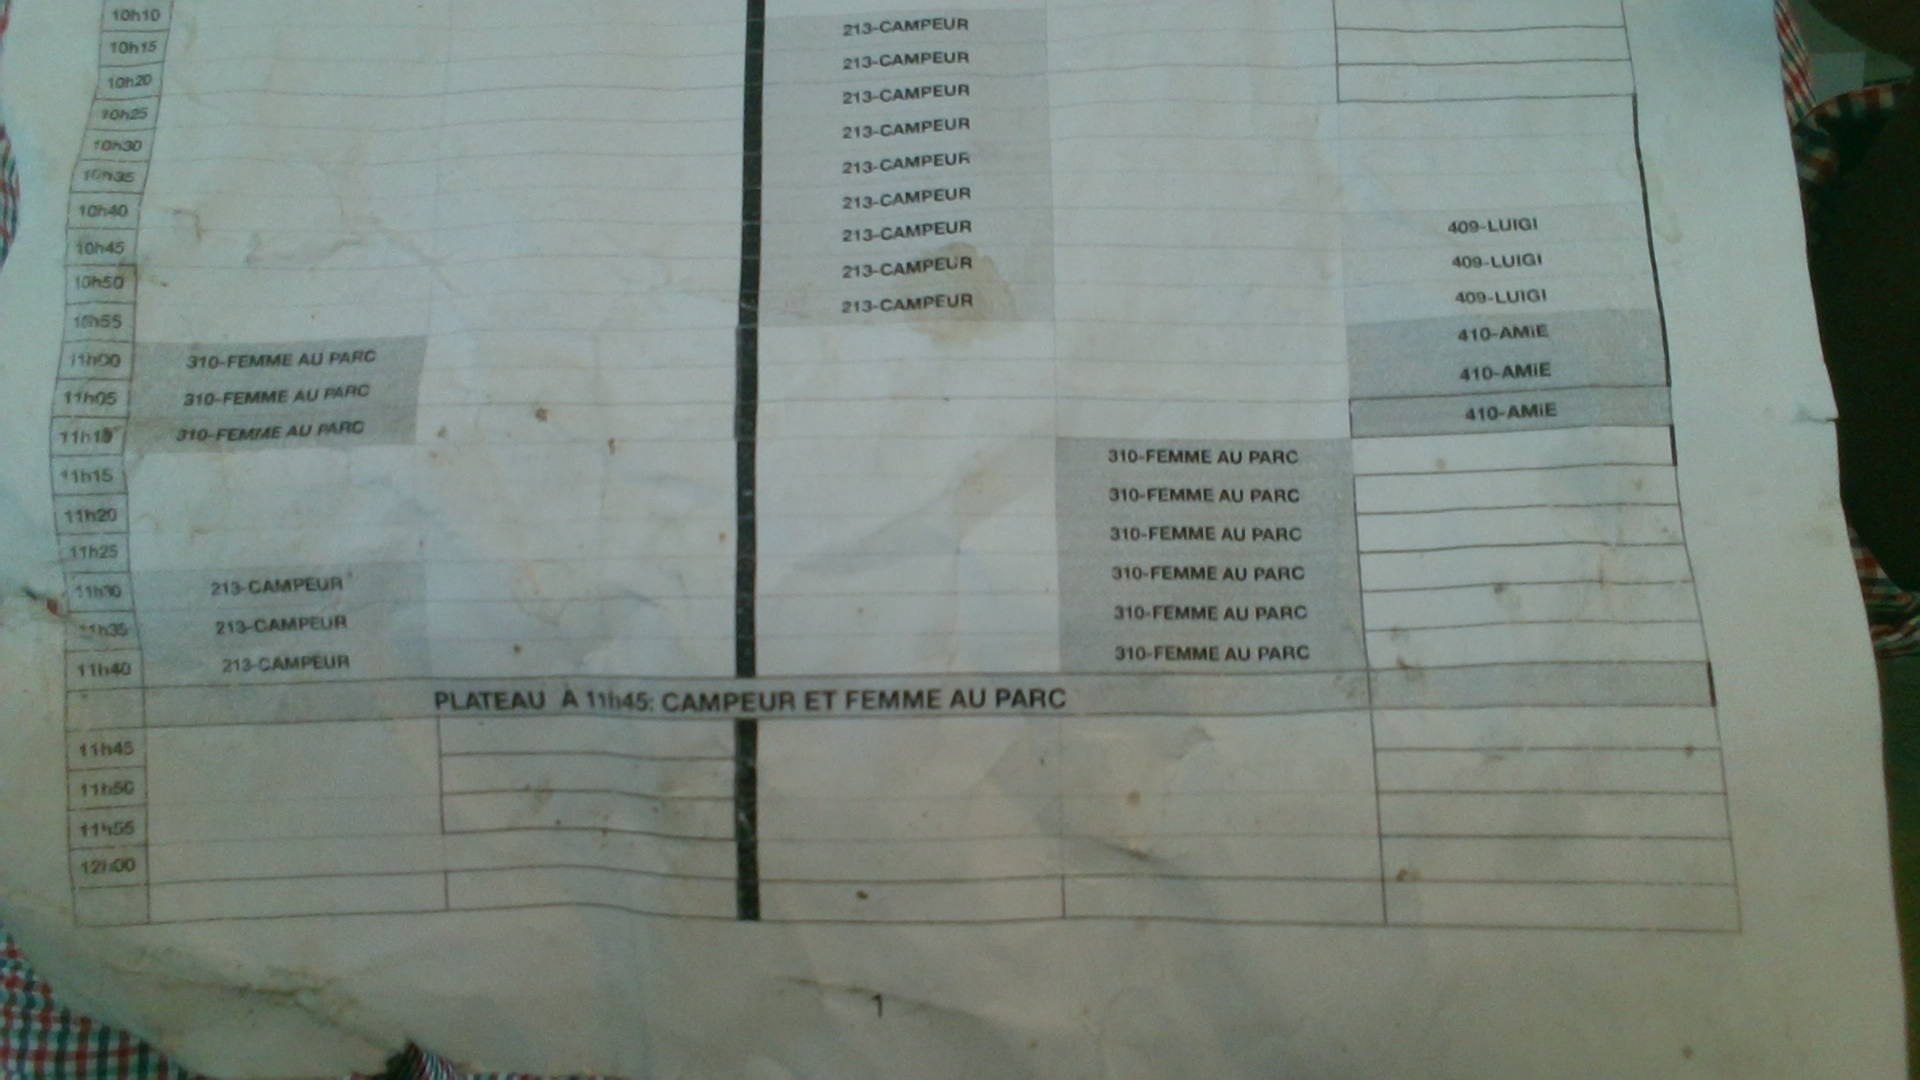 10h10 213-CAMPEUR
10h15 213-CAMPEUR
10h20 213-CAMPEUR
10h25 213-CAMPEUR
10h30 213-CAMPEUR
10h35 213-CAMPEUR
10h40 213-CAMPEUR 409-LUIGI
10h45 213-CAMPEUR 409-LUIGI
10h50 213-CAMPEUR 409-LUIGI
10h55 410-AMiE
11h00 310-FEMME AU PARC 410-AMiE
11h05 310-FEMME AU PARC 410-AMiE
11h10 310-FEMME AU PARC 310-FEMME AU PARC
11h15 310-FEMME AU PARC
11h20 310-FEMME AU PARC
11h25 310-FEMME AU PARC
11h30 213-CAMPEUR 310-FEMME AU PARC
11h35 213-CAMPEUR 310-FEMME AU PARC
11h40 213-CAMPEUR
PLATEAU À 11h45: CAMPEUR ET FEMME AU PARC
11h45
11h50
11h55
12h00
1